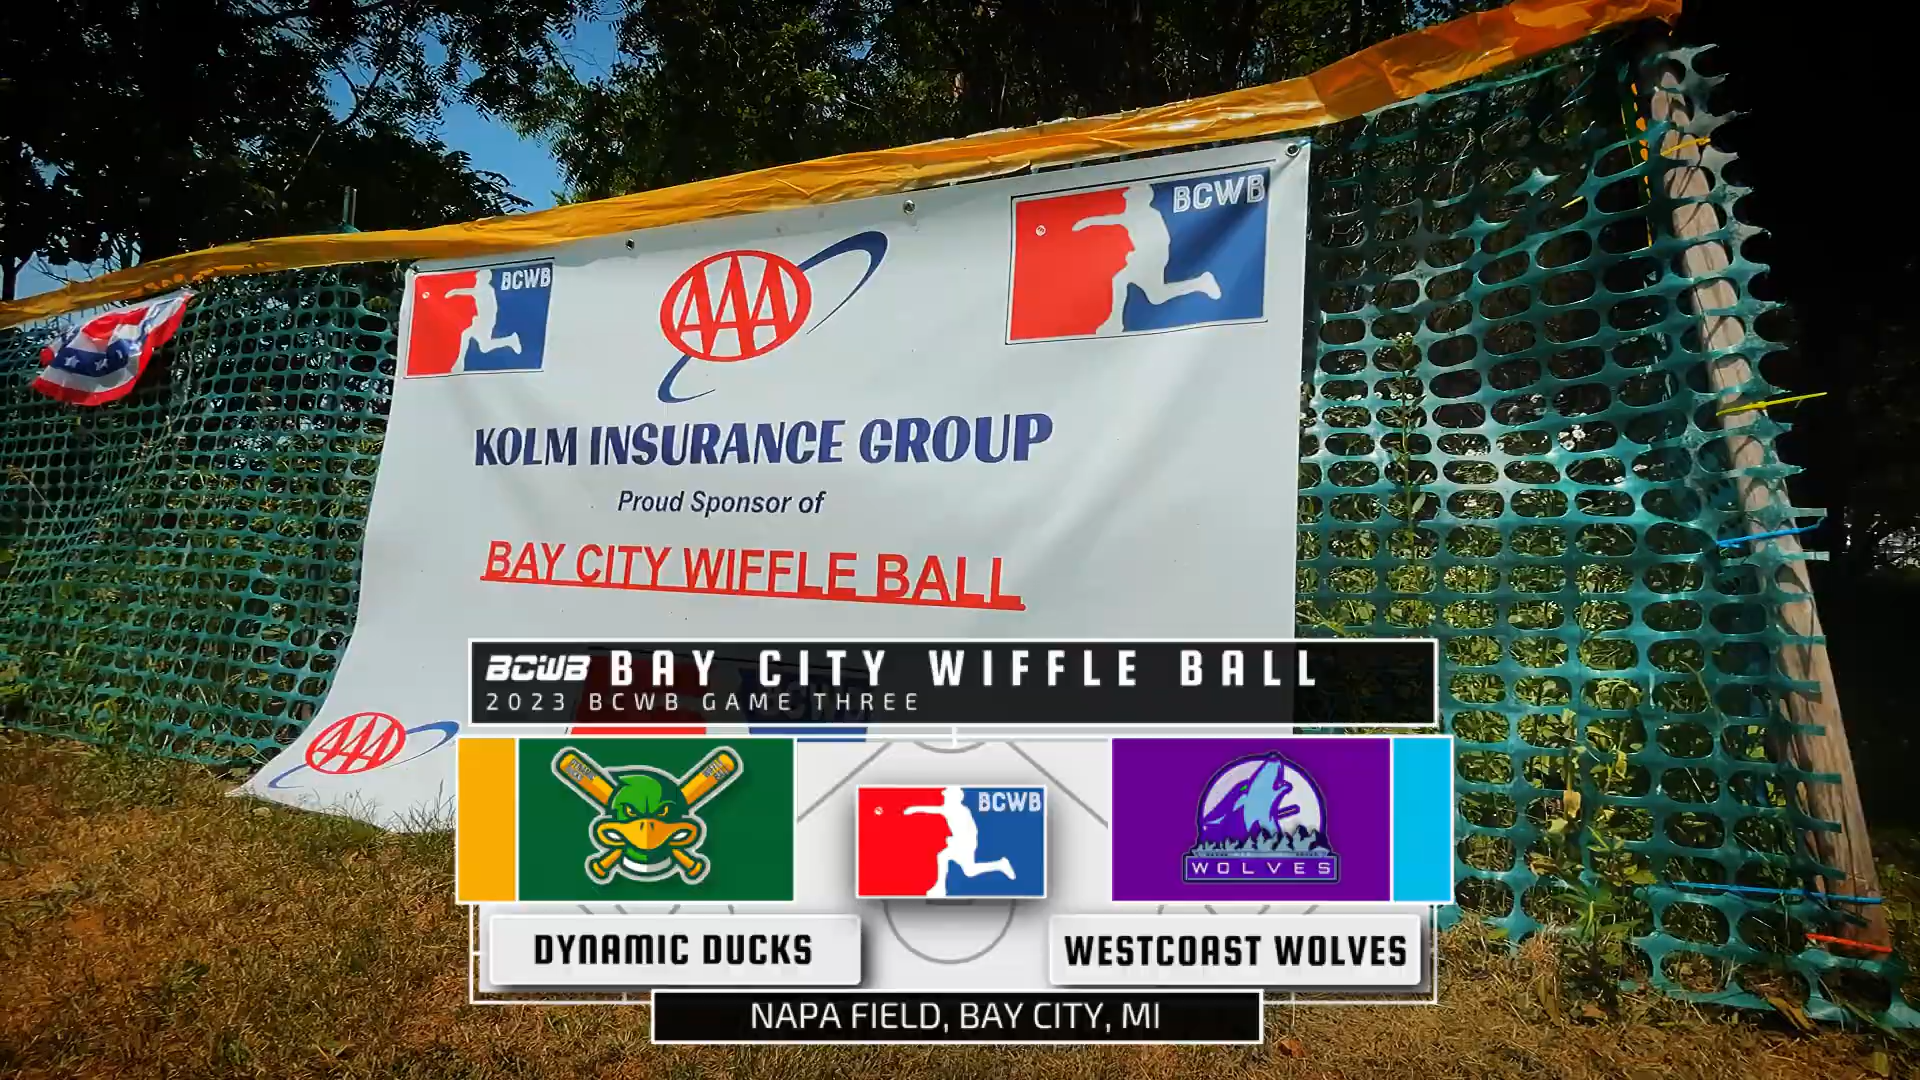 BCWB
BCWB
AAA
KOLM INSURANCE GROUP
Proud Sponsor of
BAY CITY WIFFLE BALL
BCWB BAY CITY WIFFLE BALL
2023 BCWB GAME THREE
AAA
BCWB
WOLVES
DYNAMIC DUCKS
WESTCOAST WOLVES
NAPA FIELD, BAY CITY, MI